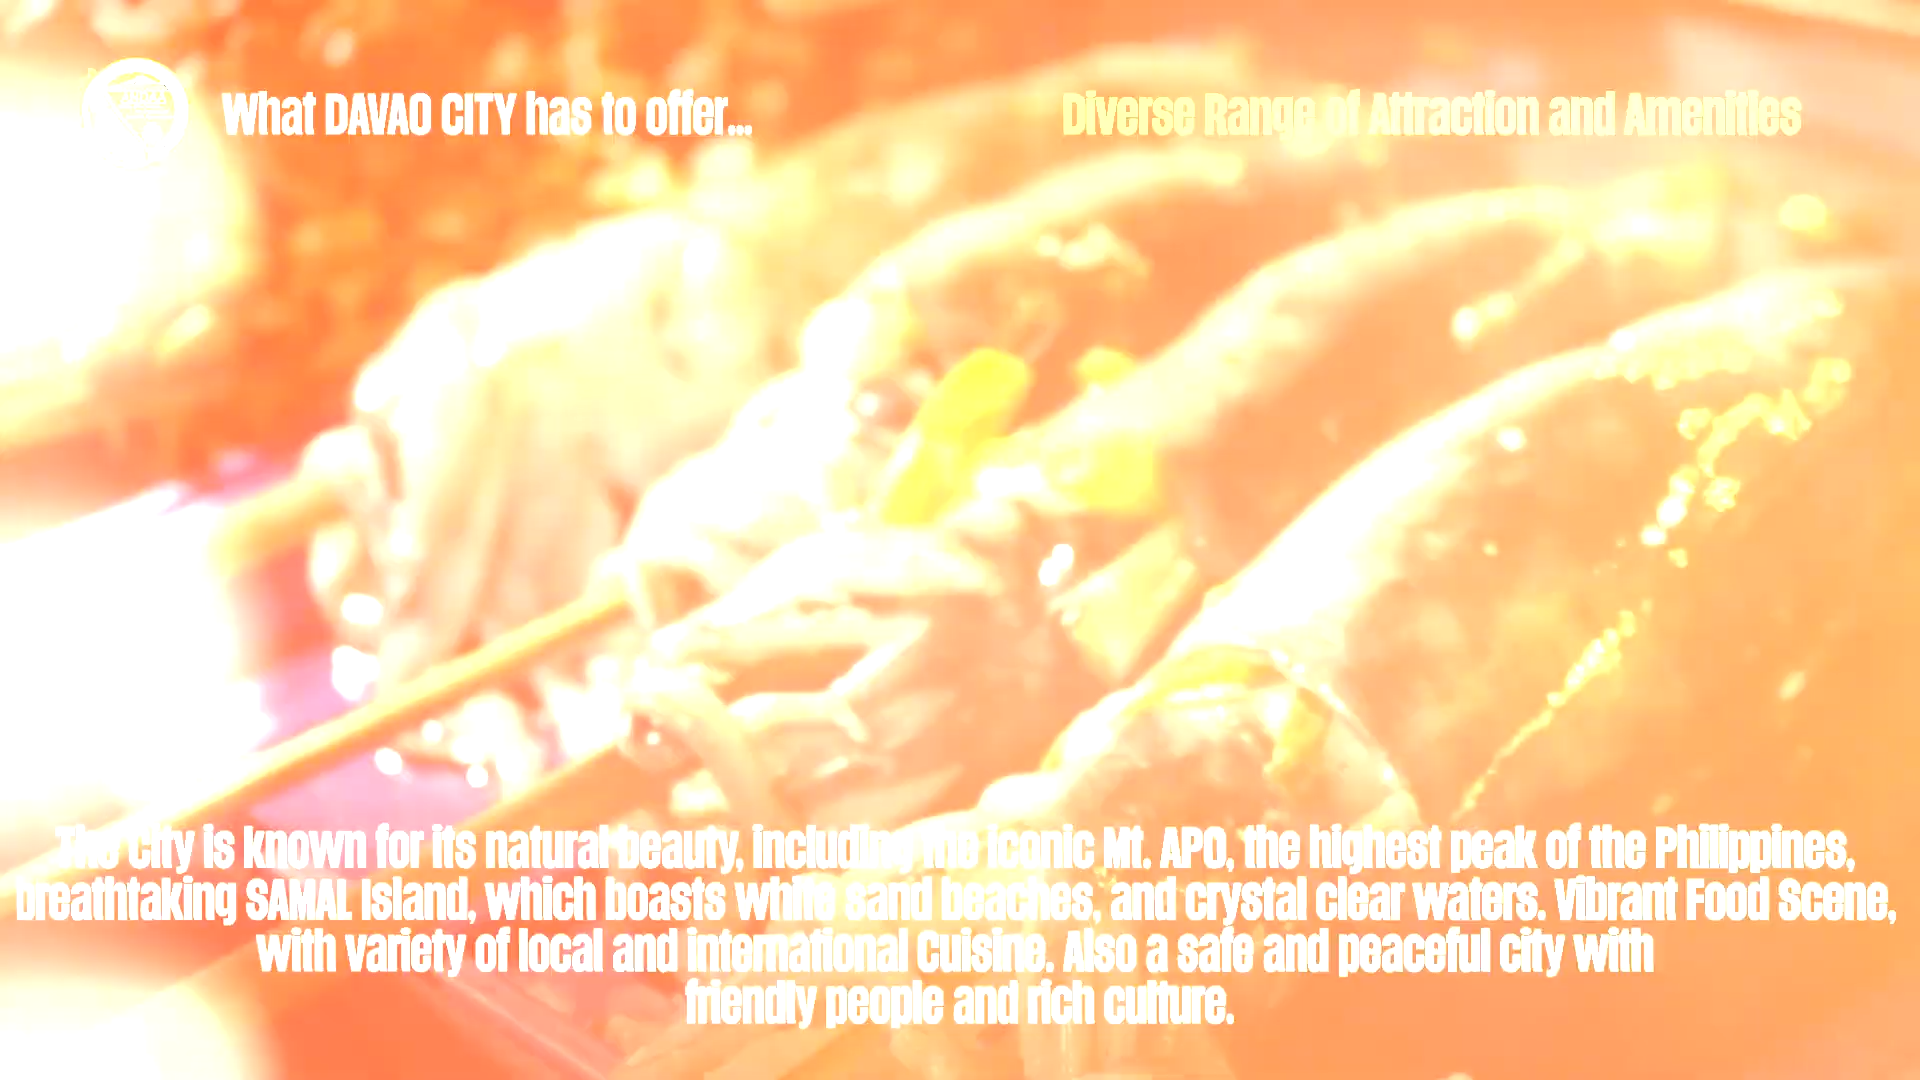 What DAVAO CITY has to offer...
Diverse Range of Attraction and Amenities
The City is known for its natural beauty, including the iconic Mt. APO, the highest peak of the Philippines,
breathtaking SAMAL Island, which boasts white sand beaches, and crystal clear waters. Vibrant Food Scene,
with variety of local and international Cuisine. Also a safe and peaceful city with
friendly people and rich culture.